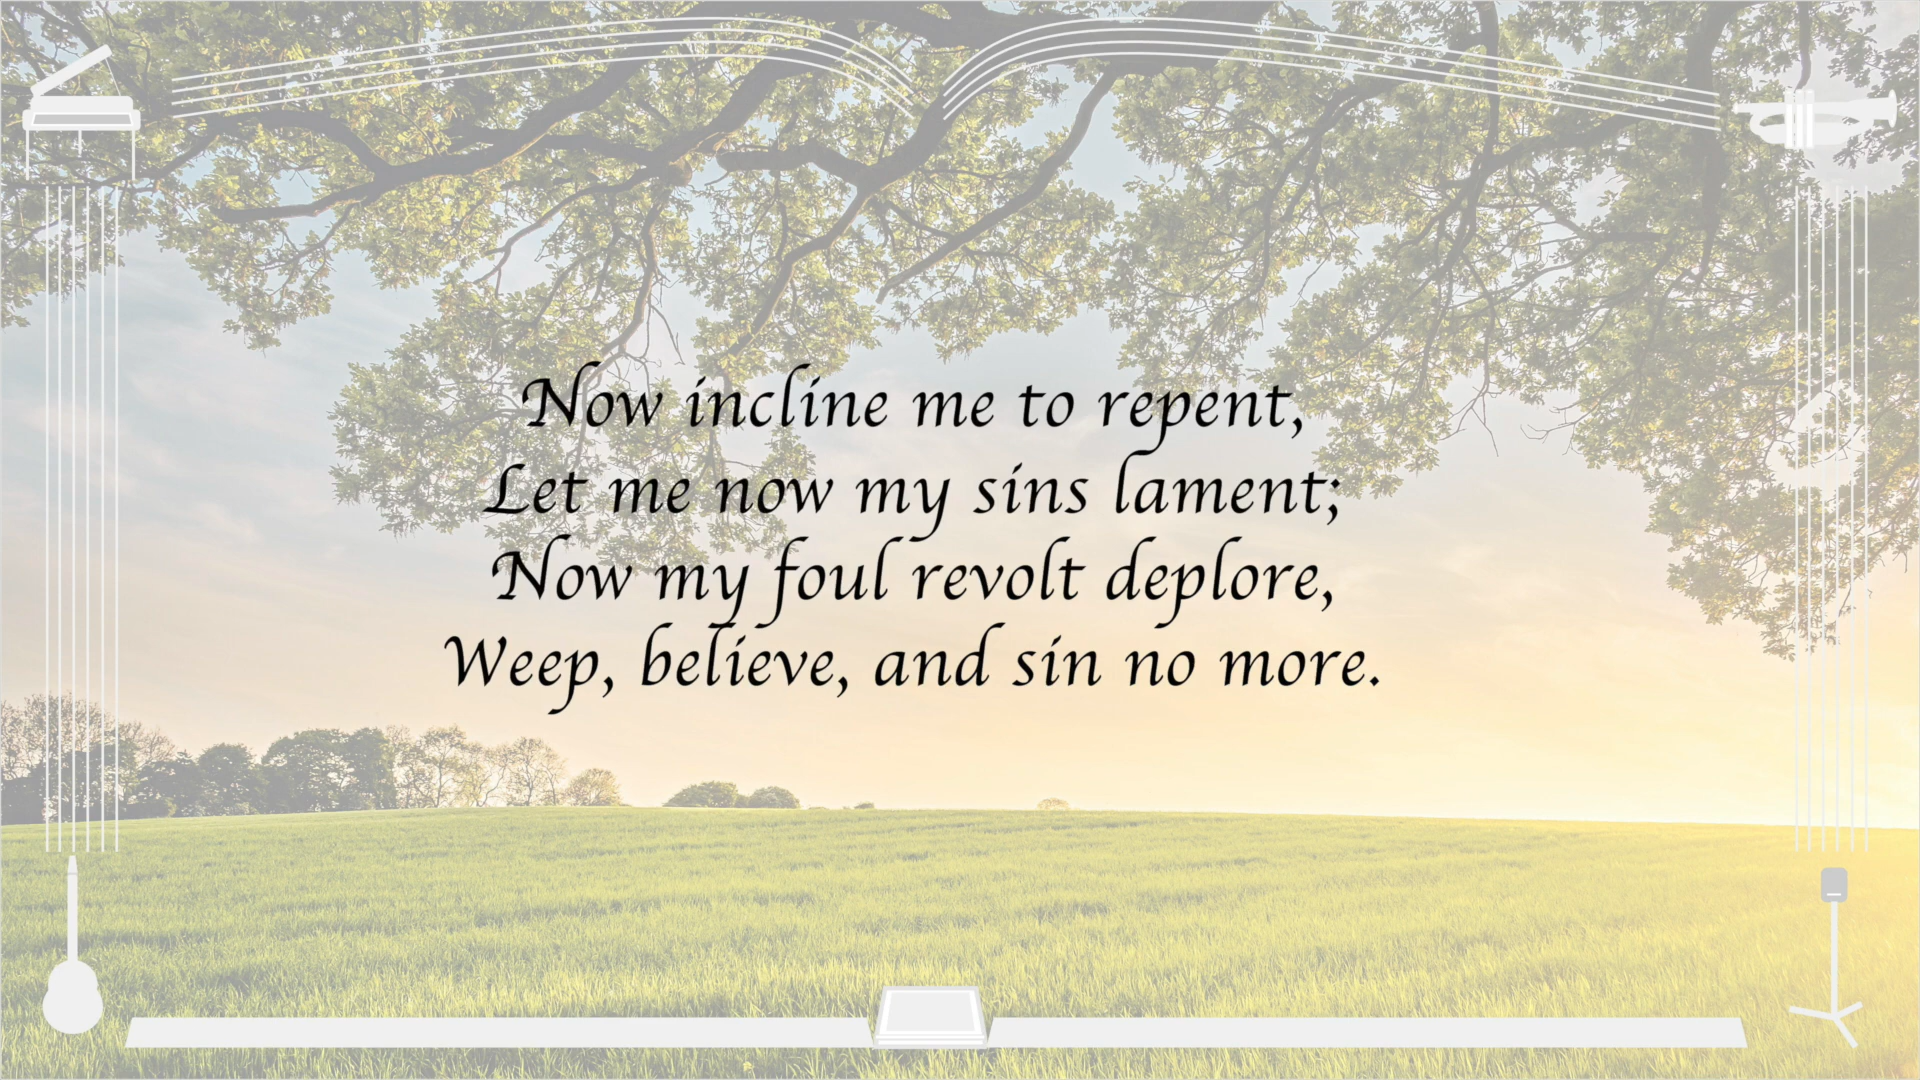 Now incline me to repent,
Let me now my sins lament;
Now my foul revolt deplore,
Weep, believe, and sin no more.